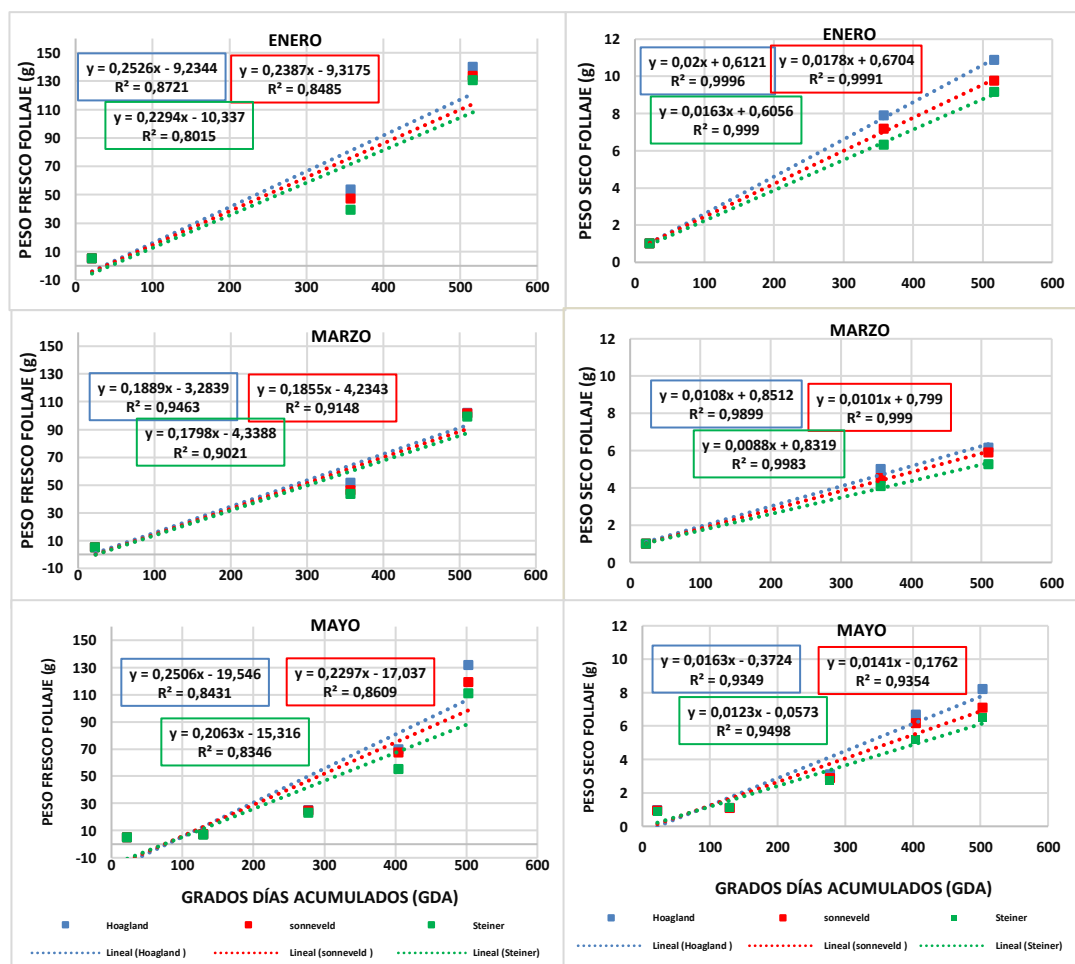 ENERO
PESO FRESCO FOLLAJE (g)
150
130
110
90
70
50
30
10
-10
y = 0,2526x - 9,2344
R² = 0,8721
y = 0,2387x - 9,3175
R² = 0,8485
y = 0,2294x - 10,337
R² = 0,8015
0 100 200 300 400 500 600
ENERO
PESO SECO FOLLAJE (g)
12
10
8
6
4
2
0
y = 0,02x + 0,6121
R² = 0,9996
y = 0,0178x + 0,6704
R² = 0,9991
y = 0,0163x + 0,6056
R² = 0,999
0 100 200 300 400 500 600
MARZO
PESO FRESCO FOLLAJE (g)
150
130
110
90
70
50
30
10
-10
y = 0,1889x - 3,2839
R² = 0,9463
y = 0,1855x - 4,2343
R² = 0,9148
y = 0,1798x - 4,3388
R² = 0,9021
0 100 200 300 400 500 600
MARZO
PESO SECO FOLLAJE (g)
12
10
8
6
4
2
0
y = 0,0108x + 0,8512
R² = 0,9899
y = 0,0101x + 0,799
R² = 0,999
y = 0,0088x + 0,8319
R² = 0,9983
0 100 200 300 400 500 600
MAYO
PESO FRESCO FOLLAJE (g)
150
130
110
90
70
50
30
10
-10
y = 0,2506x - 19,546
R² = 0,8431
y = 0,2297x - 17,037
R² = 0,8609
y = 0,2063x - 15,316
R² = 0,8346
0 100 200 300 400 500 600
GRADOS DÍAS ACUMULADOS (GDA)
Hoagland sonneveld Steiner
Lineal (Hoagland ) Lineal (sonneveld ) Lineal (Steiner)
MAYO
PESO SECO FOLLAJE (g)
12
10
8
6
4
2
0
y = 0,0163x - 0,3724
R² = 0,9349
y = 0,0141x - 0,1762
R² = 0,9354
y = 0,0123x - 0,0573
R² = 0,9498
0 100 200 300 400 500 600
GRADOS DÍAS ACUMULADOS (GDA)
Hoagland sonneveld Steiner
Lineal (Hoagland ) Lineal (sonneveld ) Lineal (Steiner)